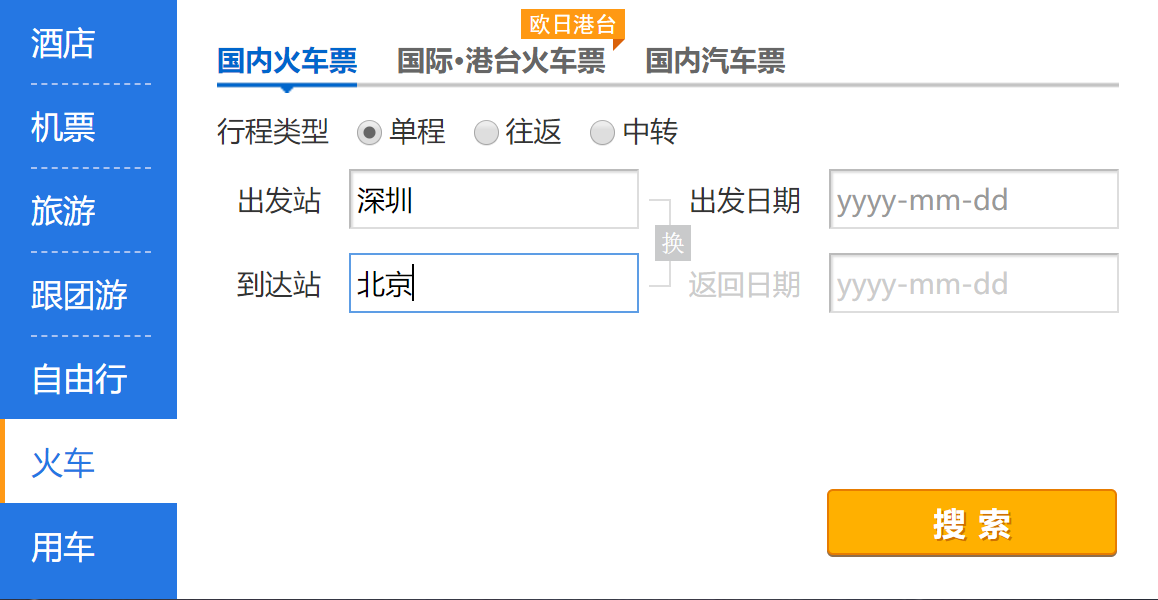 酒店
机票
旅游
跟团游
自由行
火车
用车
欧日港台
国内火车票 国际·港台火车票 国内汽车票
行程类型 单程 往返 中转
出发站 深圳 出发日期 yyyy-mm-dd
换
到达站 北京 返回日期 yyyy-mm-dd
搜索